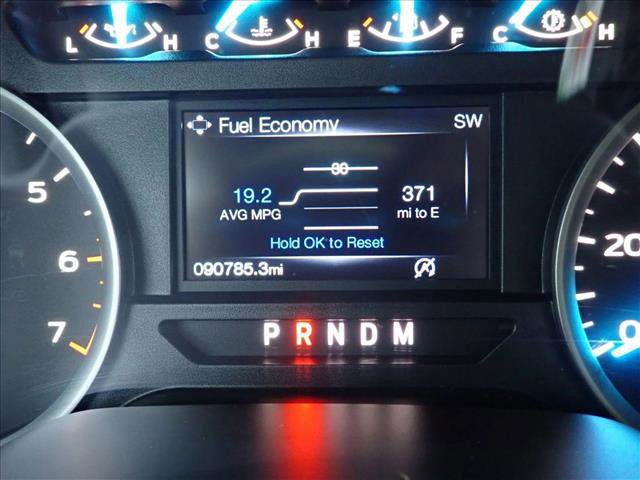 L H C H E F C H
Fuel Economy SW
30
5 19.2 371 20
AVG MPG mi to E
6 Hold OK to Reset
090785.3mi
7 P R N D M 0